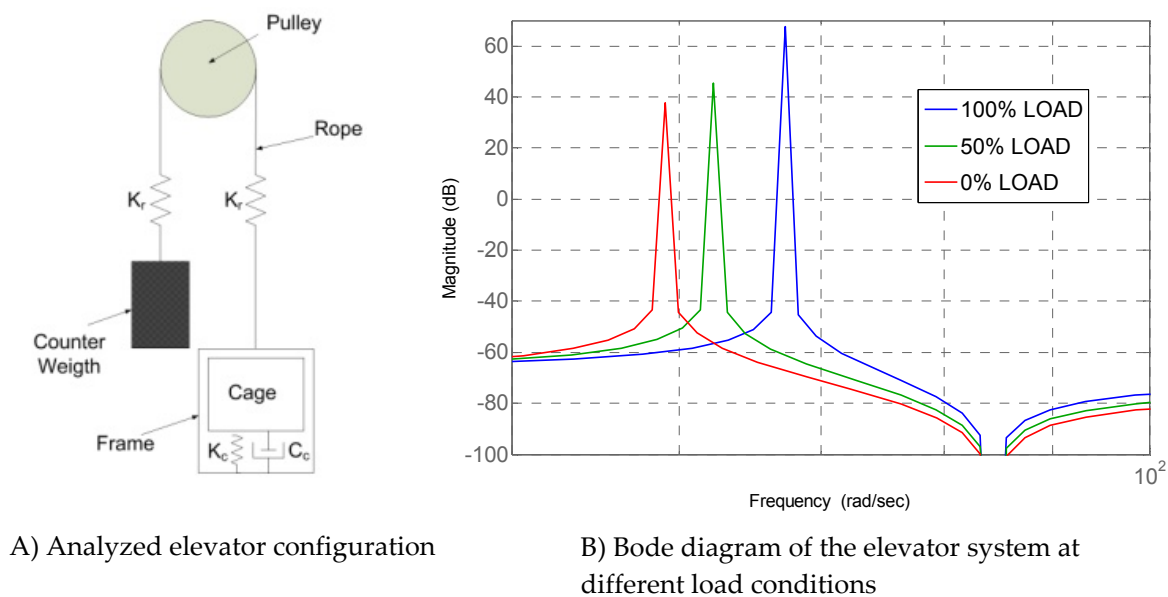 Pulley
Rope
K_r
K_r
Counter
Weigth
Cage
Frame
K_c
C_c
60
40
20
0
-20
-40
-60
-80
-100
Magnitude (dB)
100% LOAD
50% LOAD
0% LOAD
Frequency (rad/sec)
10^2
A) Analyzed elevator configuration
B) Bode diagram of the elevator system at
different load conditions